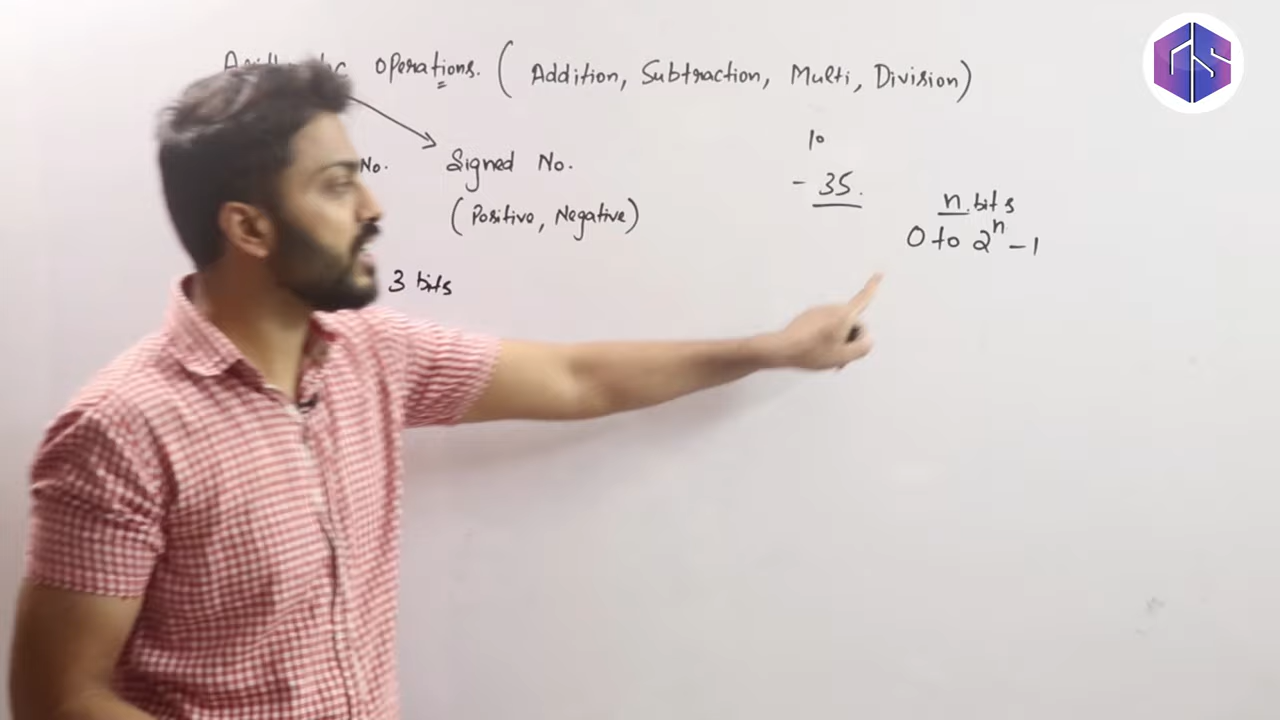 Operations. ( Addition, Subtraction, Multi, Division)
No. Signed No.
(Positive, Negative)
3 bits
10
- 35.
n bits
0 to 2ⁿ - 1
GS